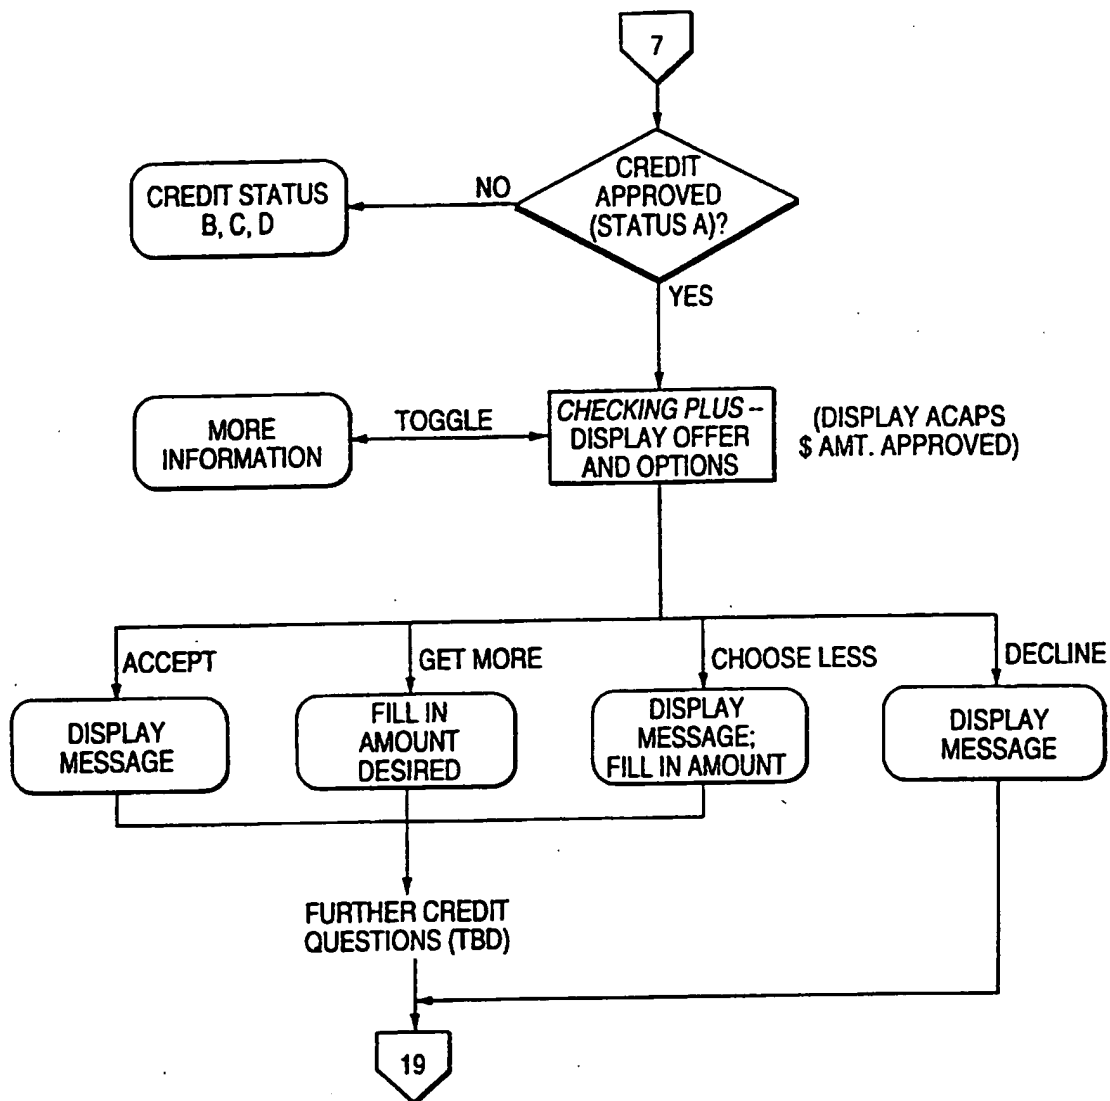 7
CREDIT
APPROVED
(STATUS A)?
NO
CREDIT STATUS
B, C, D
YES
CHECKING PLUS --
DISPLAY OFFER
AND OPTIONS
(DISPLAY ACAPS
$ AMT. APPROVED)
TOGGLE
MORE
INFORMATION
ACCEPT
GET MORE
CHOOSE LESS
DECLINE
DISPLAY
MESSAGE
FILL IN
AMOUNT
DESIRED
DISPLAY
MESSAGE;
FILL IN AMOUNT
DISPLAY
MESSAGE
FURTHER CREDIT
QUESTIONS (TBD)
19